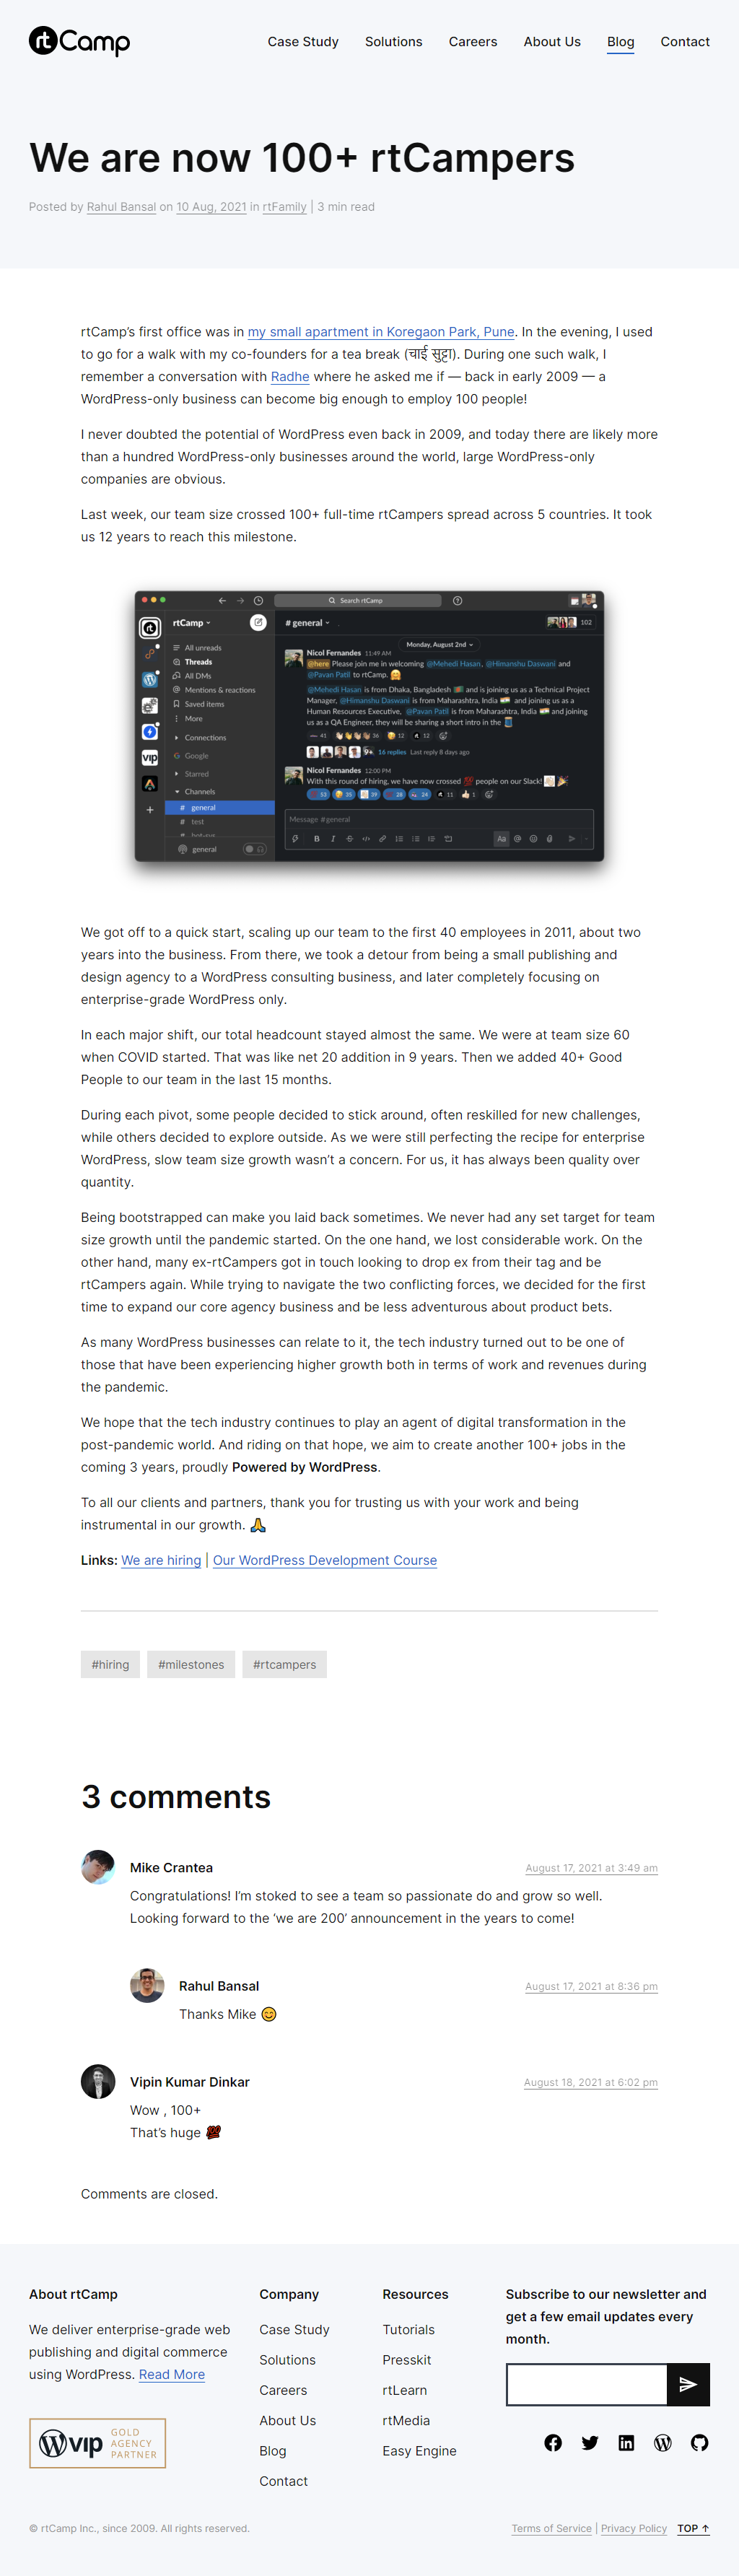 rtCamp
Case Study Solutions Careers About Us Blog Contact
We are now 100+ rtCampers
Posted by Rahul Bansal on 10 Aug, 2021 in rtFamily | 3 min read
rtCamp’s first office was in my small apartment in Koregaon Park, Pune. In the evening, I used
to go for a walk with my co-founders for a tea break (चाई सुट्टा). During one such walk, I
remember a conversation with Radhe where he asked me if — back in early 2009 — a
WordPress-only business can become big enough to employ 100 people!
I never doubted the potential of WordPress even back in 2009, and today there are likely more
than a hundred WordPress-only businesses around the world, large WordPress-only
companies are obvious.
Last week, our team size crossed 100+ full-time rtCampers spread across 5 countries. It took
us 12 years to reach this milestone.
Search rtCamp
rtCamp
# general
102
All unreads
Threads
All DMs
Mentions & reactions
Saved items
More
Connections
Google
Starred
Channels
# general
# test
general
Monday, August 2nd
Nicol Fernandes 11:49 AM
@here Please join me in welcoming @Mehedi Hasan, @Himanshu Daswani and
@Pavan Patil to rtCamp. 🤗
@Mehedi Hasan is from Dhaka, Bangladesh 🇧🇩 and is joining us as a Technical Project
Manager, @Himanshu Daswani is from Maharashtra, India 🇮🇳 and joining us as a
Human Resources Executive, @Pavan Patil is from Maharashtra, India 🇮🇳 and joining
us as a QA Engineer, they will be sharing a short intro in the
41 36 12 12
9+ 16 replies Last reply 8 days ago
Nicol Fernandes 12:00 PM
With this round of hiring, we have now crossed 💯 people on our Slack! 🎉
53 35 39 28 24 11 1
Message #general
We got off to a quick start, scaling up our team to the first 40 employees in 2011, about two
years into the business. From there, we took a detour from being a small publishing and
design agency to a WordPress consulting business, and later completely focusing on
enterprise-grade WordPress only.
In each major shift, our total headcount stayed almost the same. We were at team size 60
when COVID started. That was like net 20 addition in 9 years. Then we added 40+ Good
People to our team in the last 15 months.
During each pivot, some people decided to stick around, often reskilled for new challenges,
while others decided to explore outside. As we were still perfecting the recipe for enterprise
WordPress, slow team size growth wasn’t a concern. For us, it has always been quality over
quantity.
Being bootstrapped can make you laid back sometimes. We never had any set target for team
size growth until the pandemic started. On the one hand, we lost considerable work. On the
other hand, many ex-rtCampers got in touch looking to drop ex from their tag and be
rtCampers again. While trying to navigate the two conflicting forces, we decided for the first
time to expand our core agency business and be less adventurous about product bets.
As many WordPress businesses can relate to it, the tech industry turned out to be one of
those that have been experiencing higher growth both in terms of work and revenues during
the pandemic.
We hope that the tech industry continues to play an agent of digital transformation in the
post-pandemic world. And riding on that hope, we aim to create another 100+ jobs in the
coming 3 years, proudly Powered by WordPress.
To all our clients and partners, thank you for trusting us with your work and being
instrumental in our growth. 🙏
Links: We are hiring | Our WordPress Development Course
#hiring #milestones #rtcampers
3 comments
Mike Crantea August 17, 2021 at 3:49 am
Congratulations! I’m stoked to see a team so passionate do and grow so well.
Looking forward to the ‘we are 200’ announcement in the years to come!
Rahul Bansal August 17, 2021 at 8:36 pm
Thanks Mike 😊
Vipin Kumar Dinkar August 18, 2021 at 6:02 pm
Wow , 100+
That’s huge 💯
Comments are closed.
About rtCamp
We deliver enterprise-grade web
publishing and digital commerce
using WordPress. Read More
vip GOLD
AGENCY
PARTNER
Company
Case Study
Solutions
Careers
About Us
Blog
Contact
Resources
Tutorials
Presskit
rtLearn
rtMedia
Easy Engine
Subscribe to our newsletter and
get a few email updates every
month.
© rtCamp Inc., since 2009. All rights reserved.
Terms of Service | Privacy Policy TOP ↑